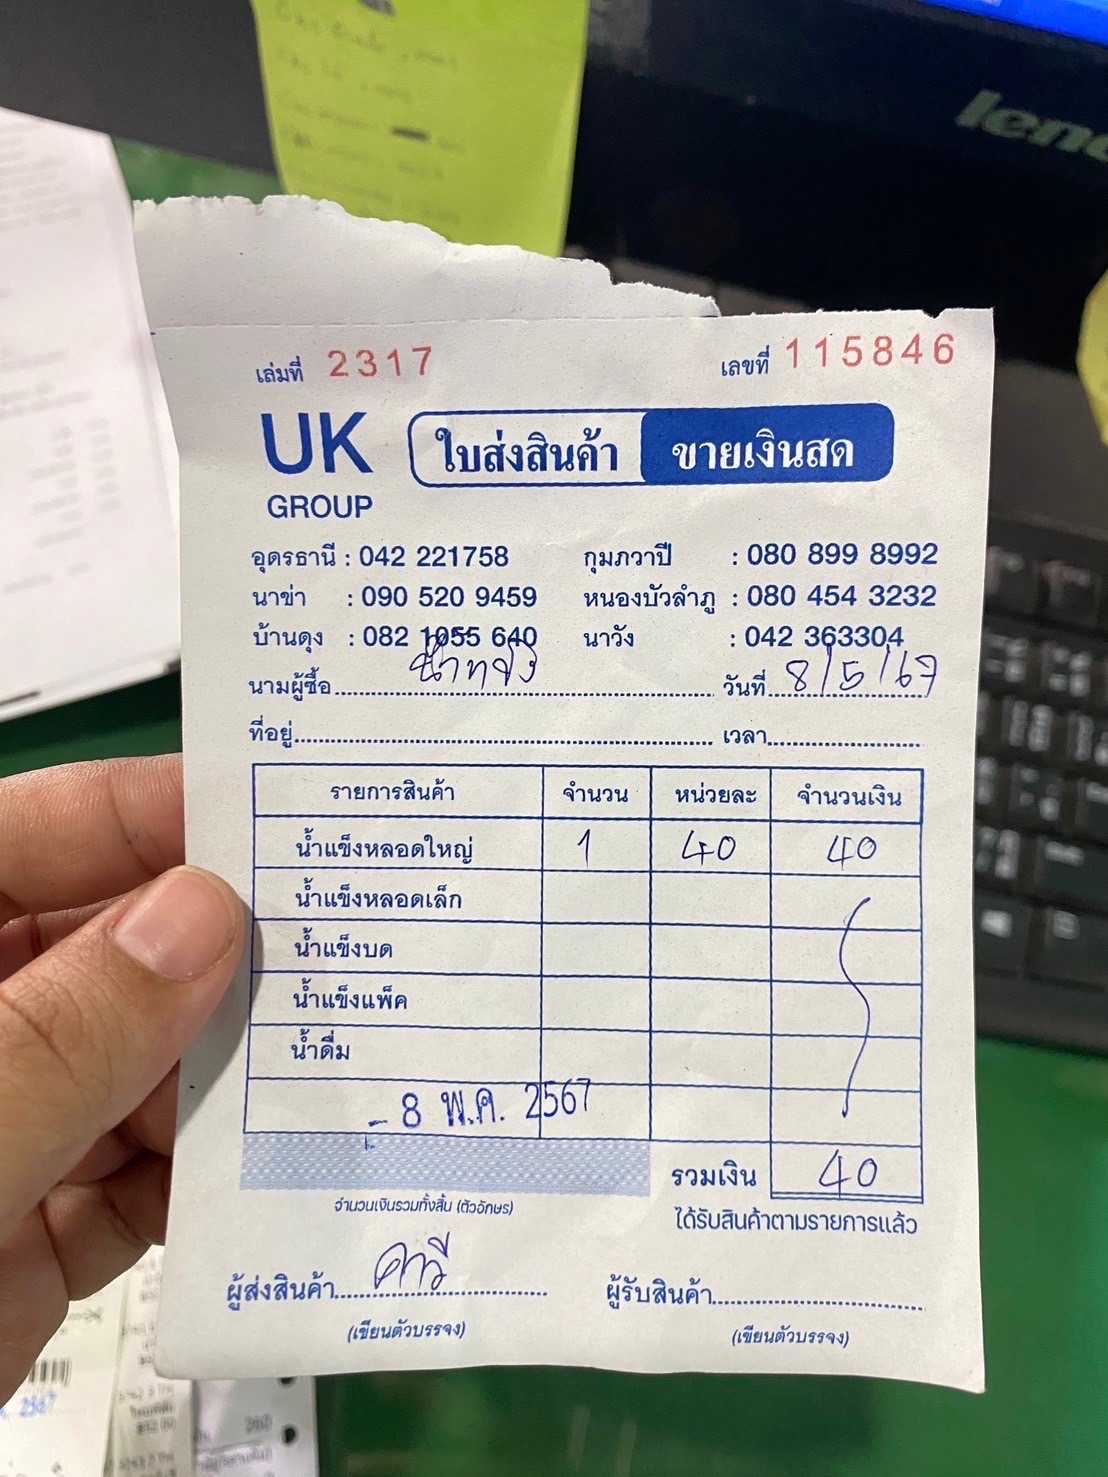 lenovo
เล่มที่ 2317 เลขที่ 115846
UK GROUP
ใบส่งสินค้า ขายเงินสด
อุดรธานี : 042 221758 กุมภวาปี : 080 899 8992
นาข่า : 090 520 9459 หนองบัวลำภู : 080 454 3232
บ้านดุง : 082 1055 640 นาวัง : 042 363304
นามผู้ซื้อ วันที่ 8/5/67
ที่อยู่ เวลา
รายการสินค้า จำนวน หน่วยละ จำนวนเงิน
น้ำแข็งหลอดใหญ่ 1 40 40
น้ำแข็งหลอดเล็ก
น้ำแข็งบด
น้ำแข็งแพ็ค
น้ำดื่ม
- 8 พ.ค. 2567
รวมเงิน 40
จำนวนเงินรวมทั้งสิ้น (ตัวอักษร)
ได้รับสินค้าตามรายการแล้ว
ผู้ส่งสินค้า ผู้รับสินค้า
(เขียนตัวบรรจง) (เขียนตัวบรรจง)
2567